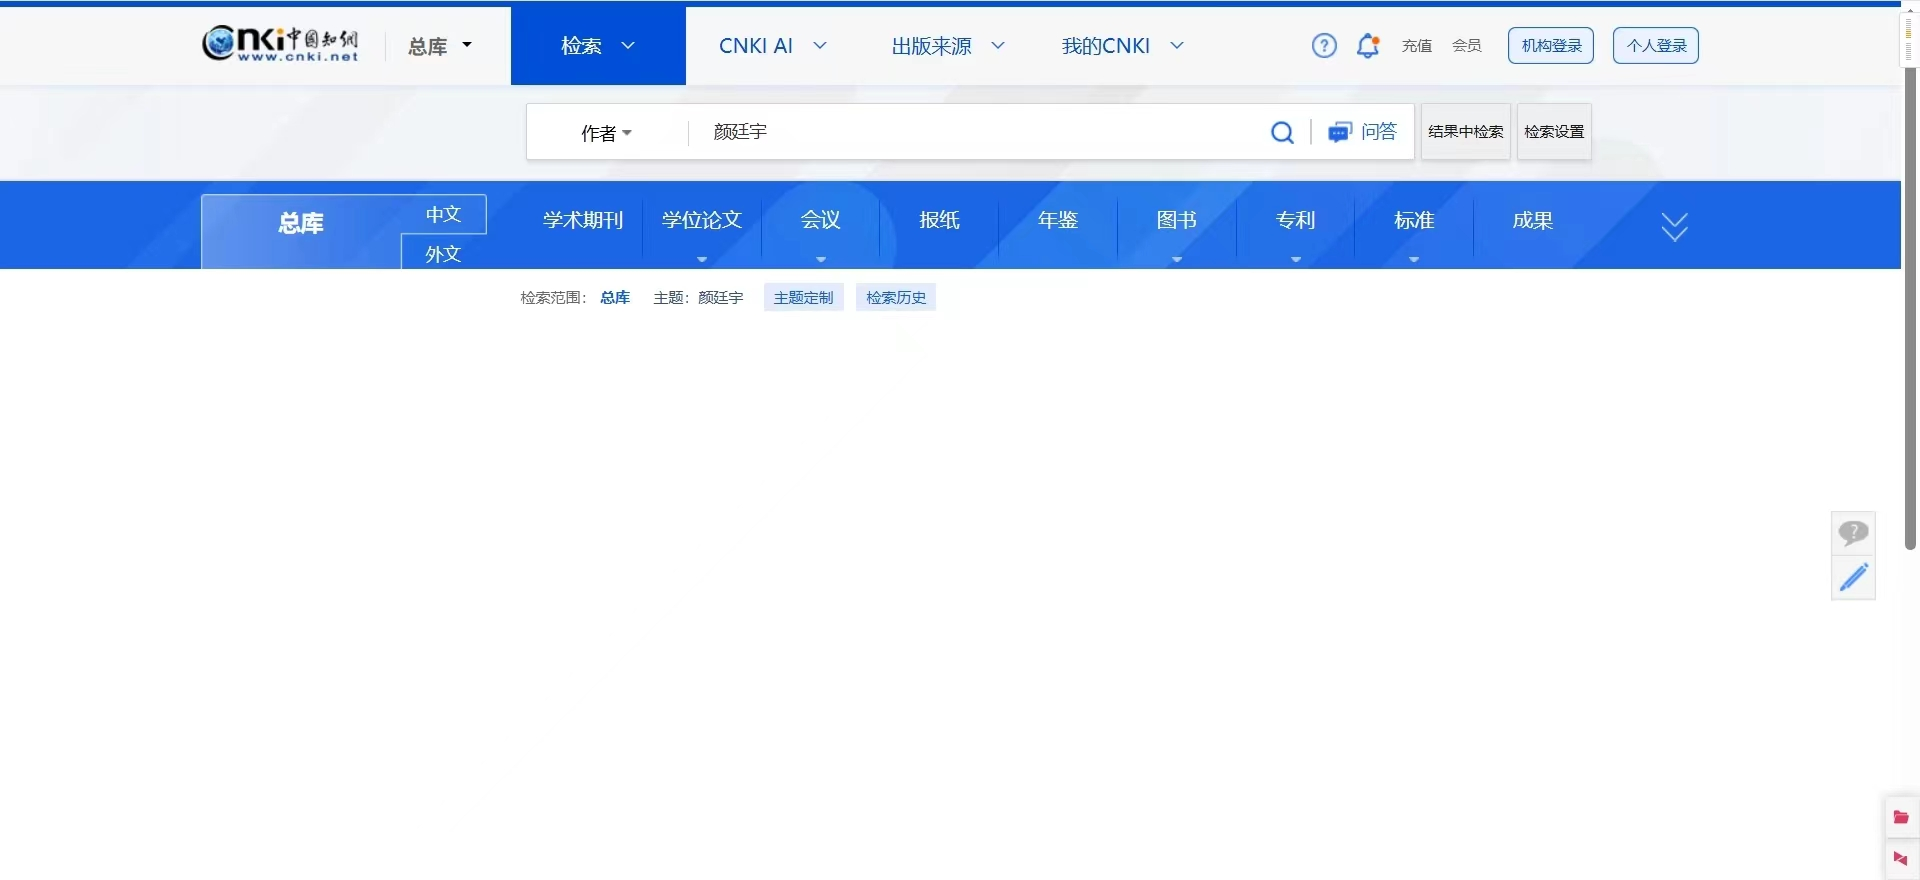 cnki中国知网
www.cnki.net
总库
检索
CNKI AI
出版来源
我的CNKI
充值
会员
机构登录
个人登录
作者
颜廷宇
问答
结果中检索
检索设置
总库
中文
外文
学术期刊
学位论文
会议
报纸
年鉴
图书
专利
标准
成果
检索范围：总库 主题：颜廷宇 主题定制 检索历史